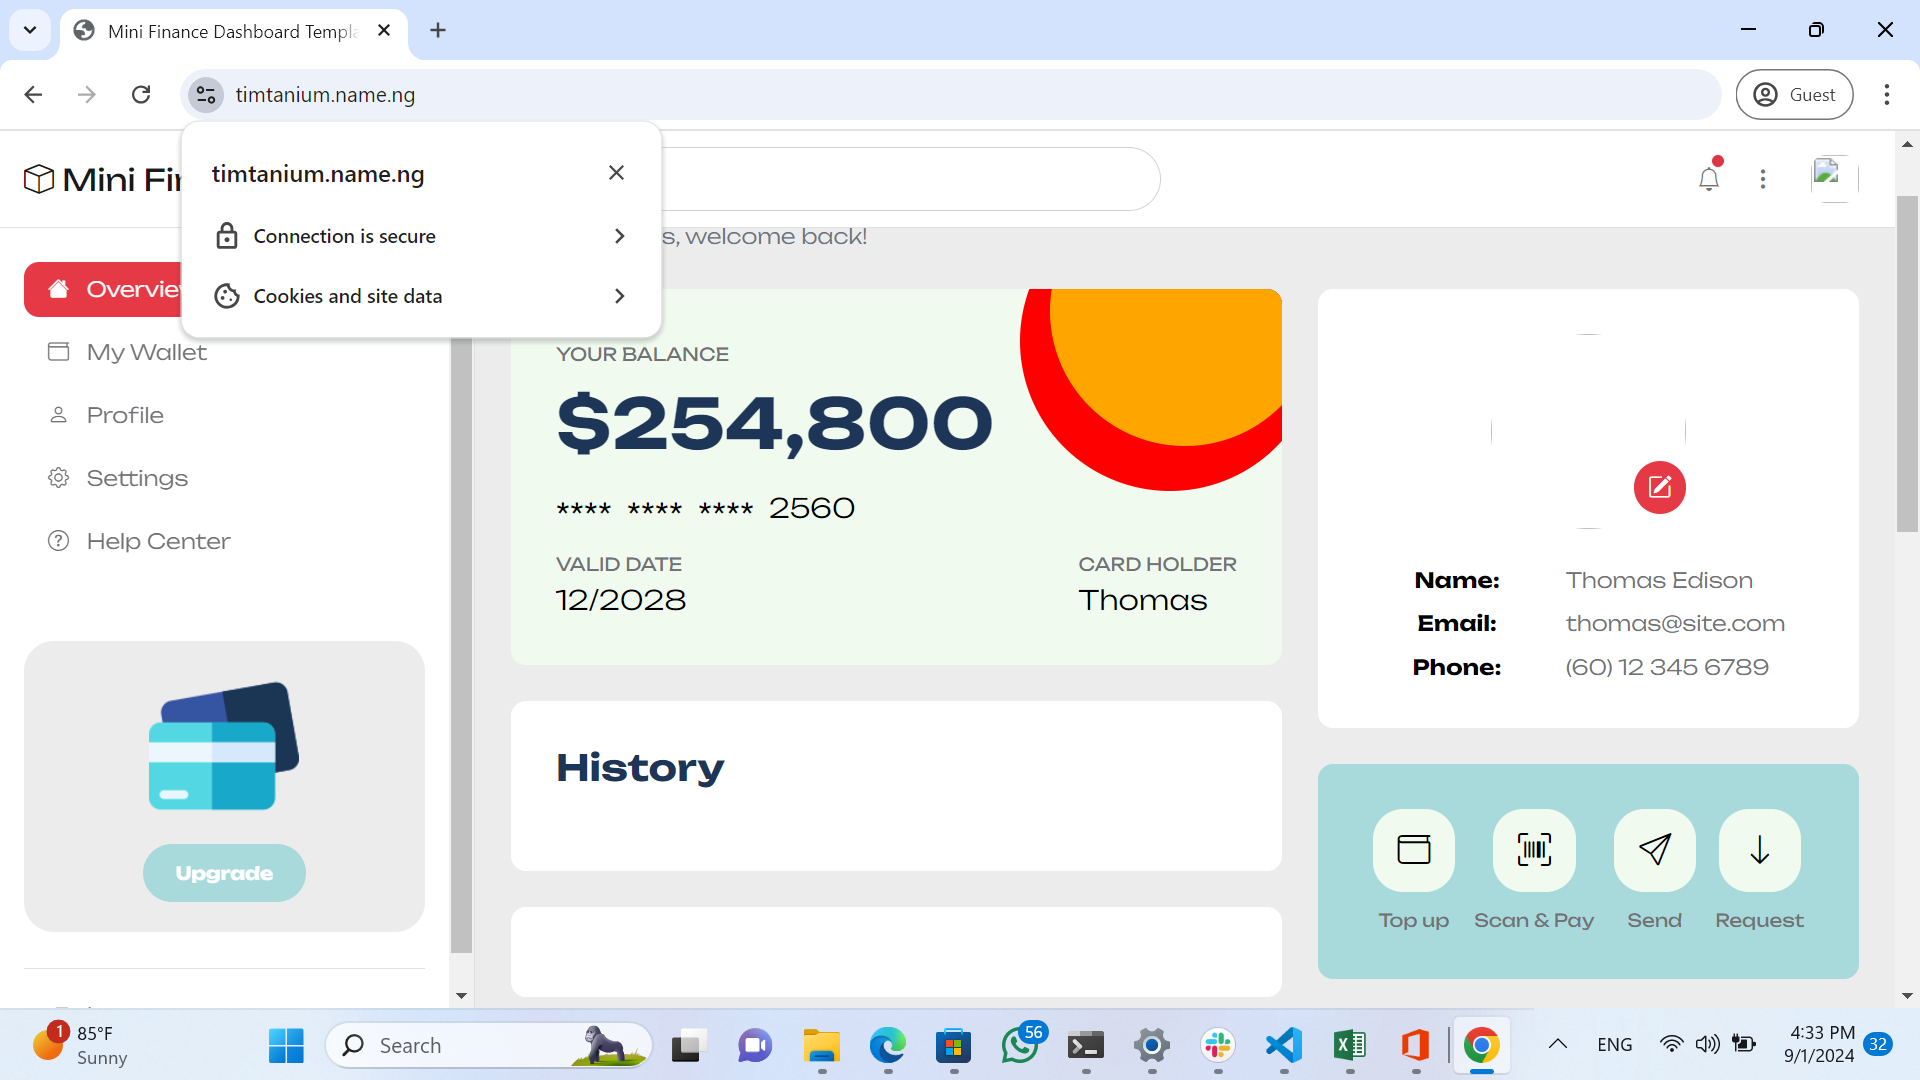 Mini Finance Dashboard Templa
timtanium.name.ng
Guest
Mini Fi
timtanium.name.ng
Connection is secure
Cookies and site data
s, welcome back!
Overvie
My Wallet
Profile
Settings
Help Center
Upgrade
YOUR BALANCE
$254,800
**** **** **** 2560
VALID DATE
CARD HOLDER
12/2028
Thomas
History
Name: Thomas Edison
Email: thomas@site.com
Phone: (60) 12 345 6789
Top up
Scan & Pay
Send
Request
1
85°F
Sunny
Search
56
ENG
4:33 PM
9/1/2024
32